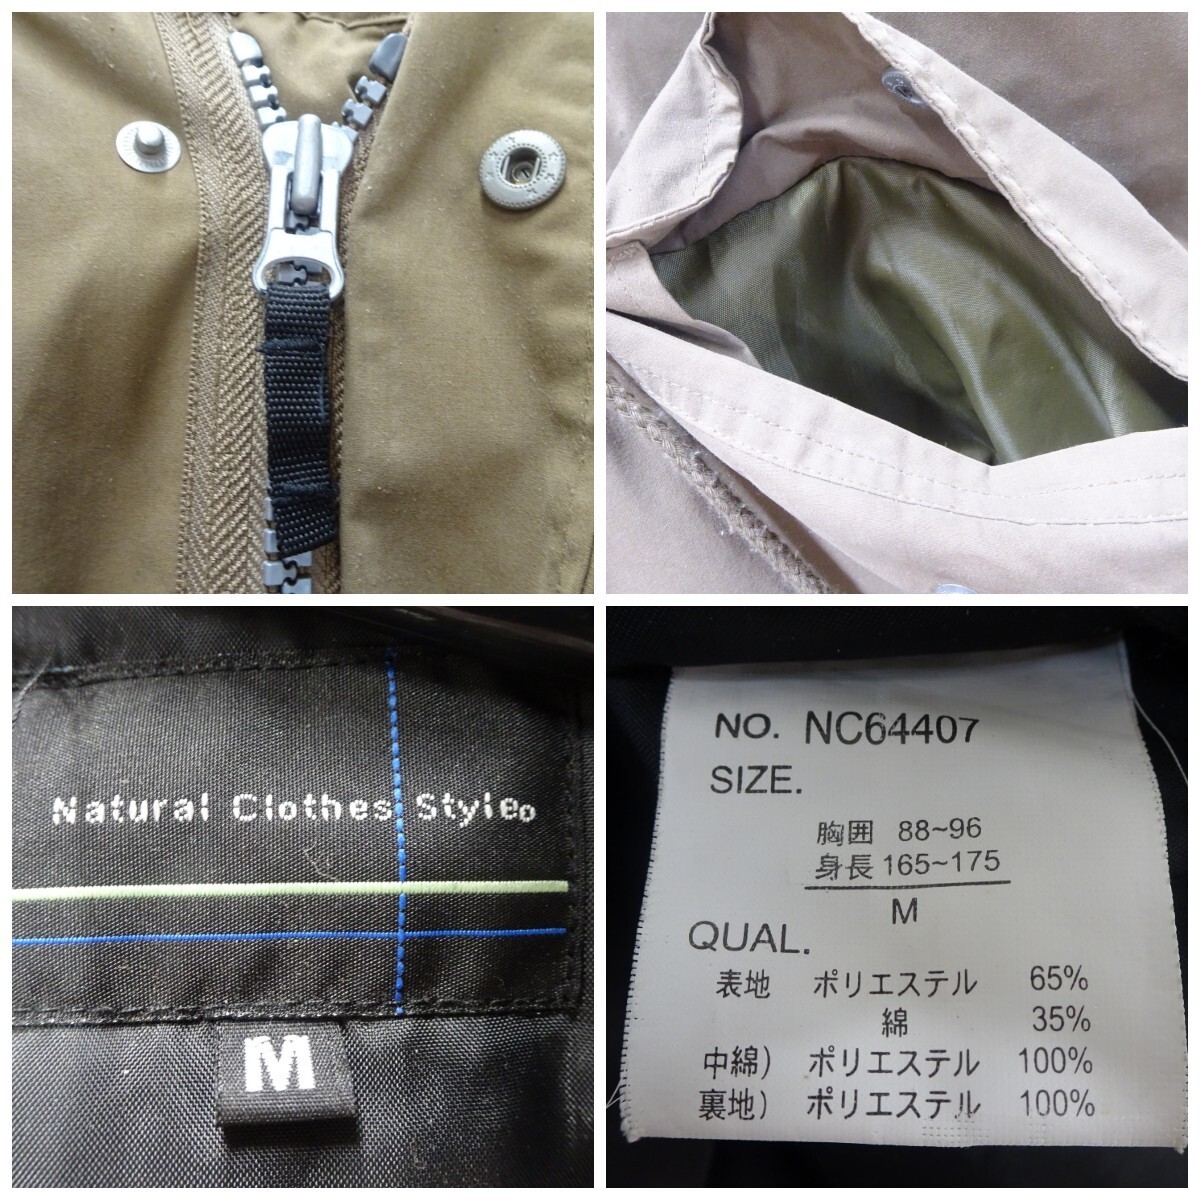 Natural Clothes Style。
M
NO. NC64407
SIZE.
胸囲 88~96
身長 165~175
M
QUAL.
表地 ポリエステル 65%
綿 35%
中綿) ポリエステル 100%
裏地) ポリエステル 100%